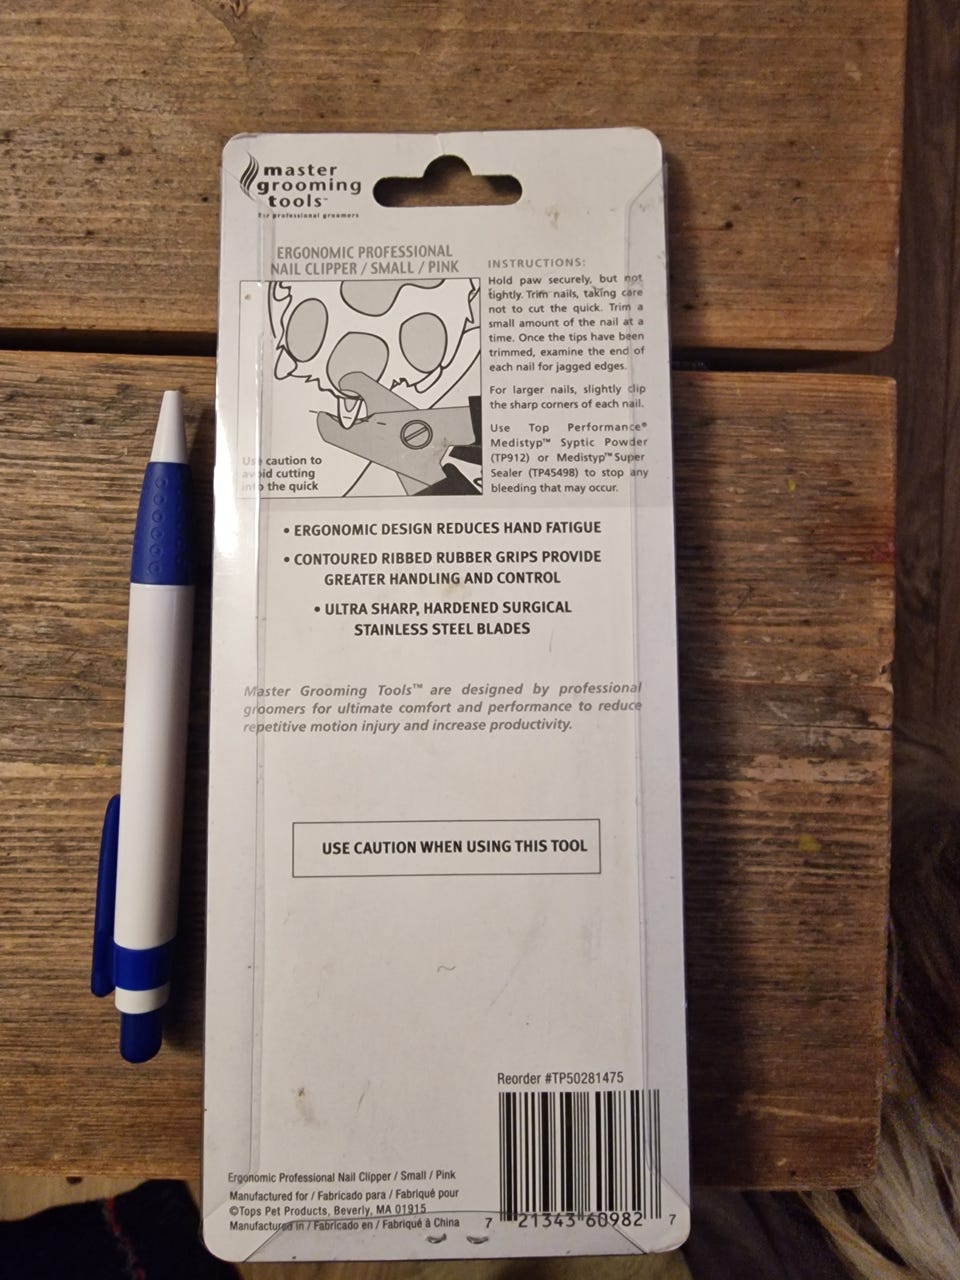 master
grooming
tools™
For professional groomers
ERGONOMIC PROFESSIONAL
NAIL CLIPPER / SMALL / PINK
Use caution to
avoid cutting
into the quick
INSTRUCTIONS:
Hold paw securely, but not
tightly. Trim nails, taking care
not to cut the quick. Trim a
small amount of the nail at a
time. Once the tips have been
trimmed, examine the end of
each nail for jagged edges.
For larger nails, slightly clip
the sharp corners of each nail.
Use Top Performance®
Medistyp™ Syptic Powder
(TP912) or Medistyp™ Super
Sealer (TP45498) to stop any
bleeding that may occur.
• ERGONOMIC DESIGN REDUCES HAND FATIGUE
• CONTOURED RIBBED RUBBER GRIPS PROVIDE
GREATER HANDLING AND CONTROL
• ULTRA SHARP, HARDENED SURGICAL
STAINLESS STEEL BLADES
Master Grooming Tools™ are designed by professional
groomers for ultimate comfort and performance to reduce
repetitive motion injury and increase productivity.
USE CAUTION WHEN USING THIS TOOL
Reorder #TP50281475
Ergonomic Professional Nail Clipper / Small / Pink
Manufactured for / Fabricado para / Fabriqué pour
©Tops Pet Products, Beverly, MA 01915
Manufactured in / Fabricado en / Fabriqué à China
7 21343 60982 7